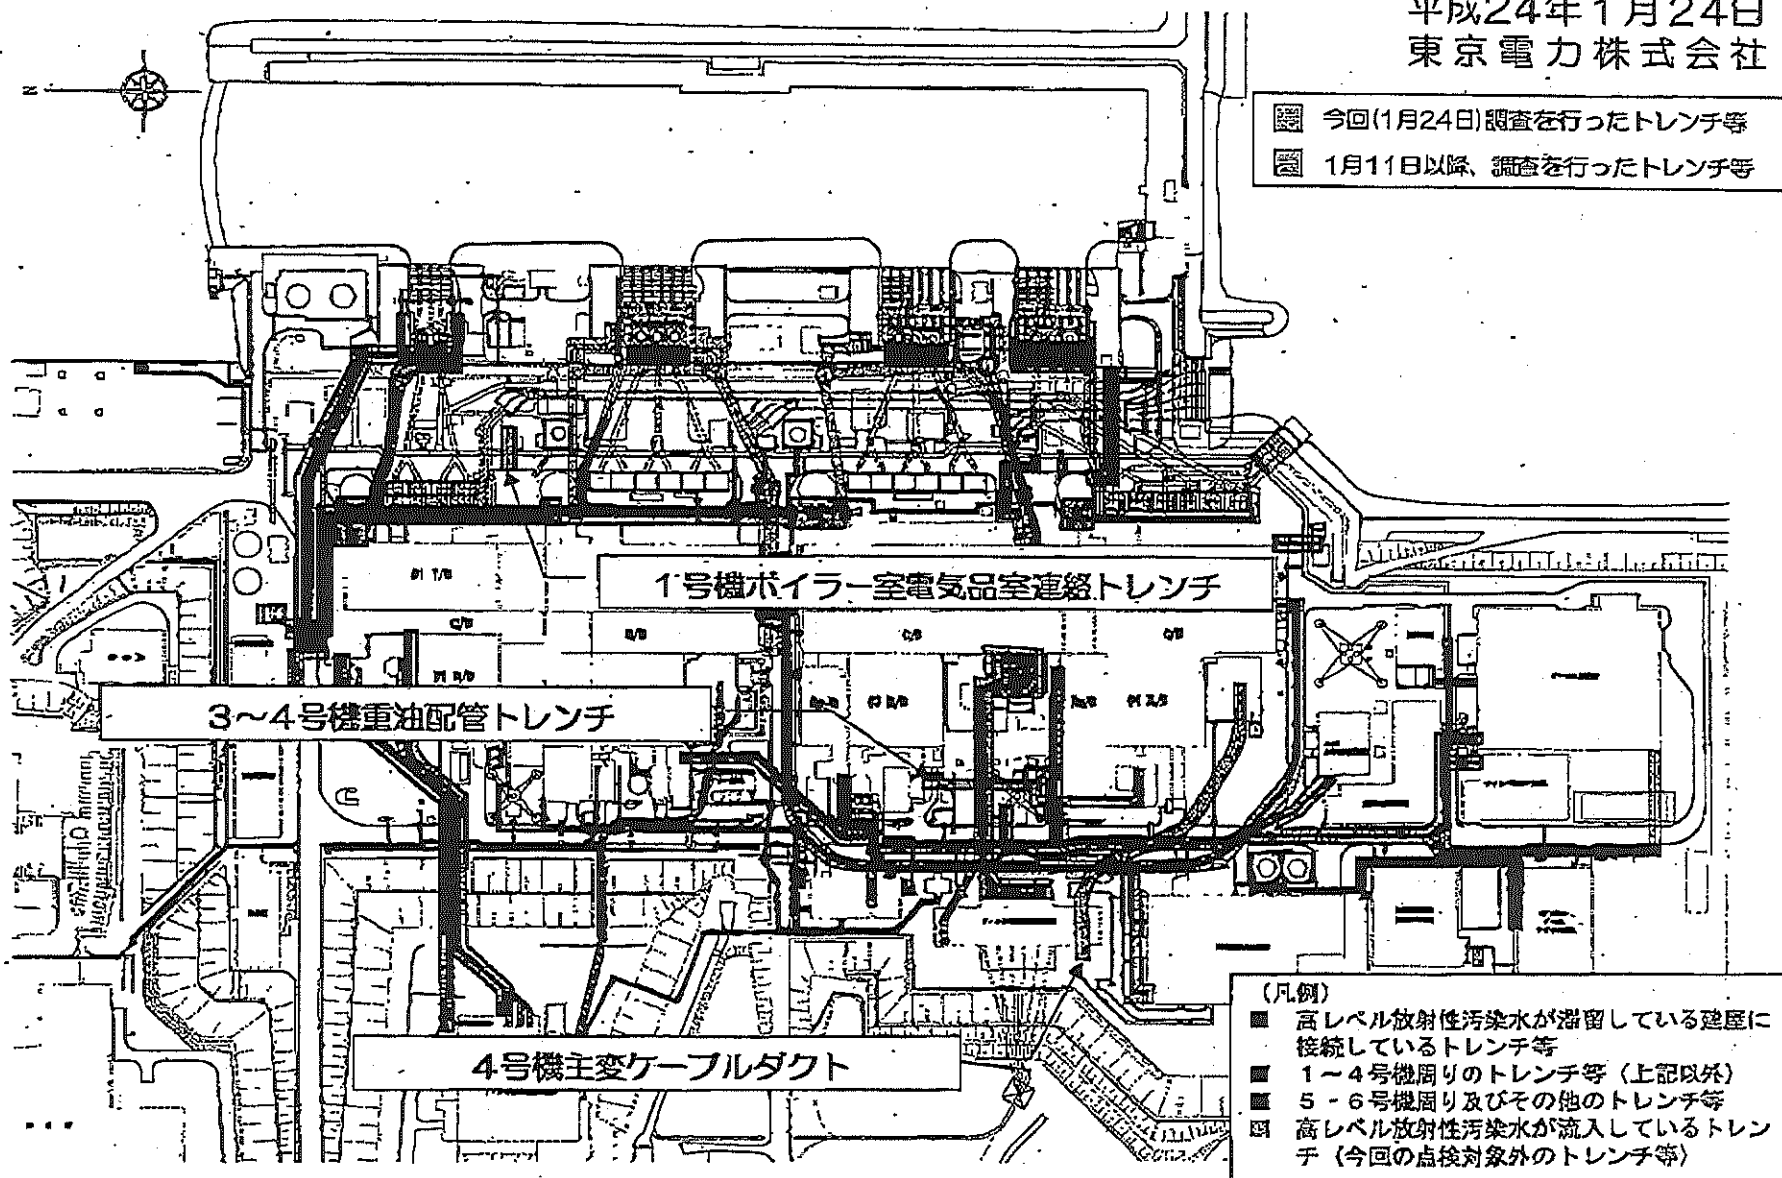 平成24年1月24日
東京電力株式会社
N
今回(1月24日)調査を行ったトレンチ等
1月11日以降、調査を行ったトレンチ等
#1 T/B
1号機ボイラー室電気品室連絡トレンチ
C/B
C/B
3～4号機重油配管トレンチ
4号機主変ケーブルダクト
(凡例)
高レベル放射性汚染水が滞留している建屋に
接続しているトレンチ等
1～4号機周りのトレンチ等（上記以外）
5-6号機周り及びその他のトレンチ等
高レベル放射性汚染水が流入しているトレン
チ（今回の点検対象外のトレンチ等）